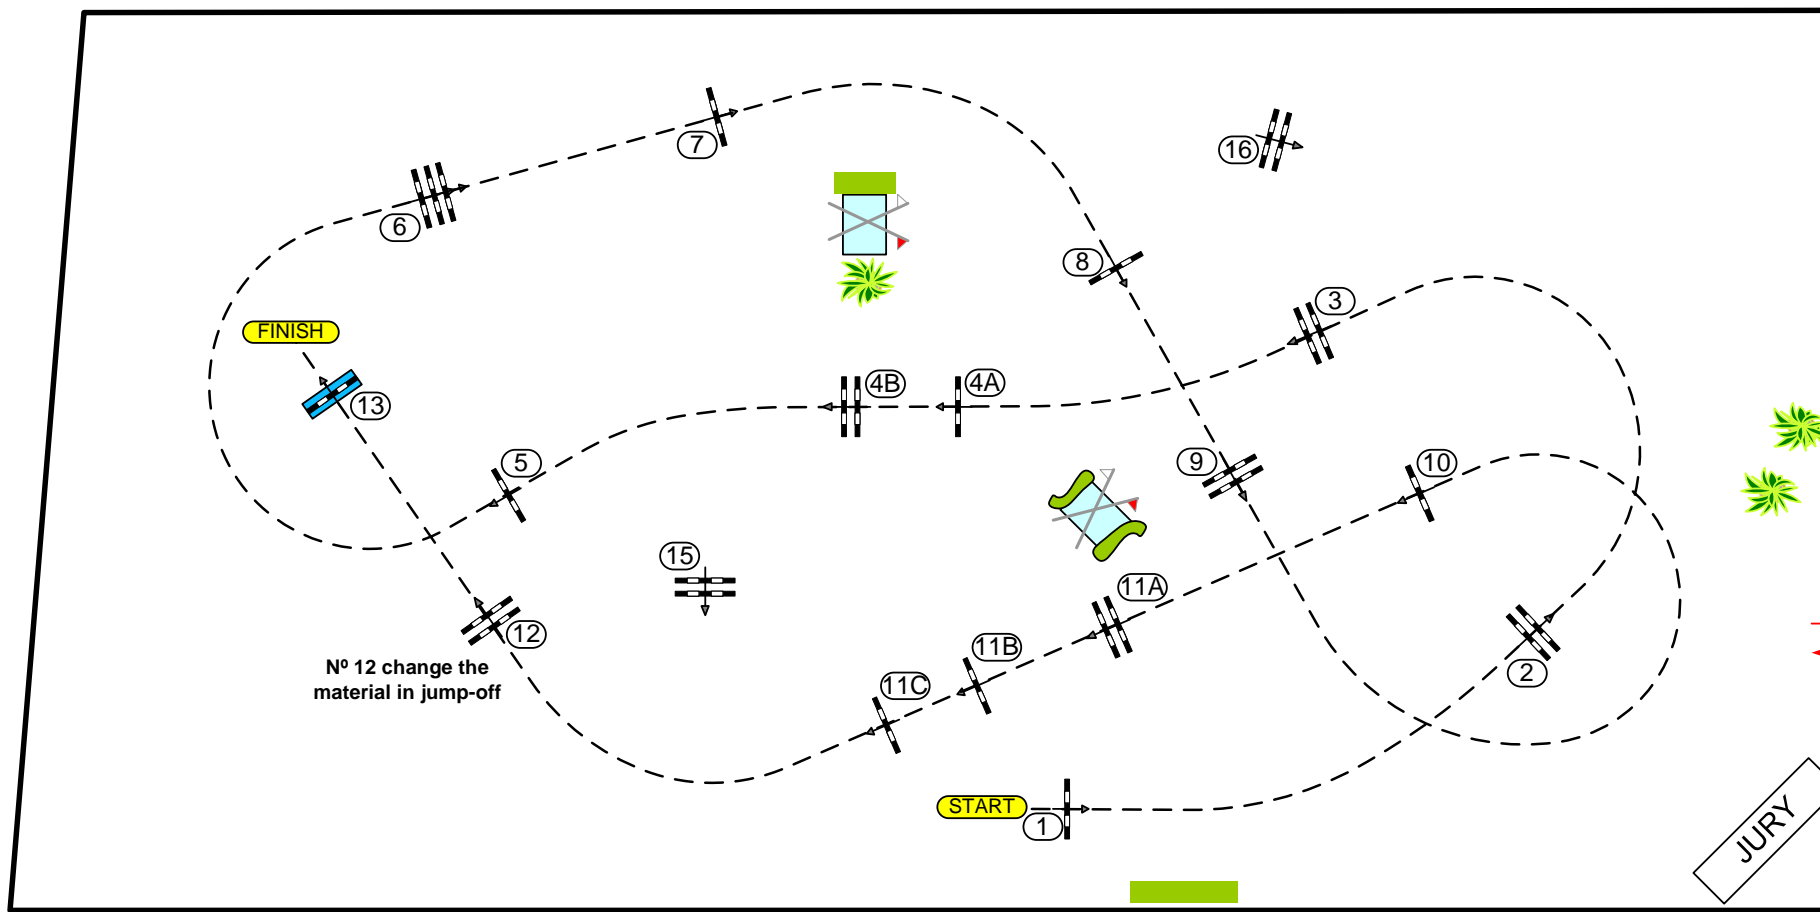 7
16
6
8
3
FINISH
4B
4A
13
5
9
10
15
11A
12
11B
Nº 12 change the
material in jump-off
2
11C
START
1
JURY